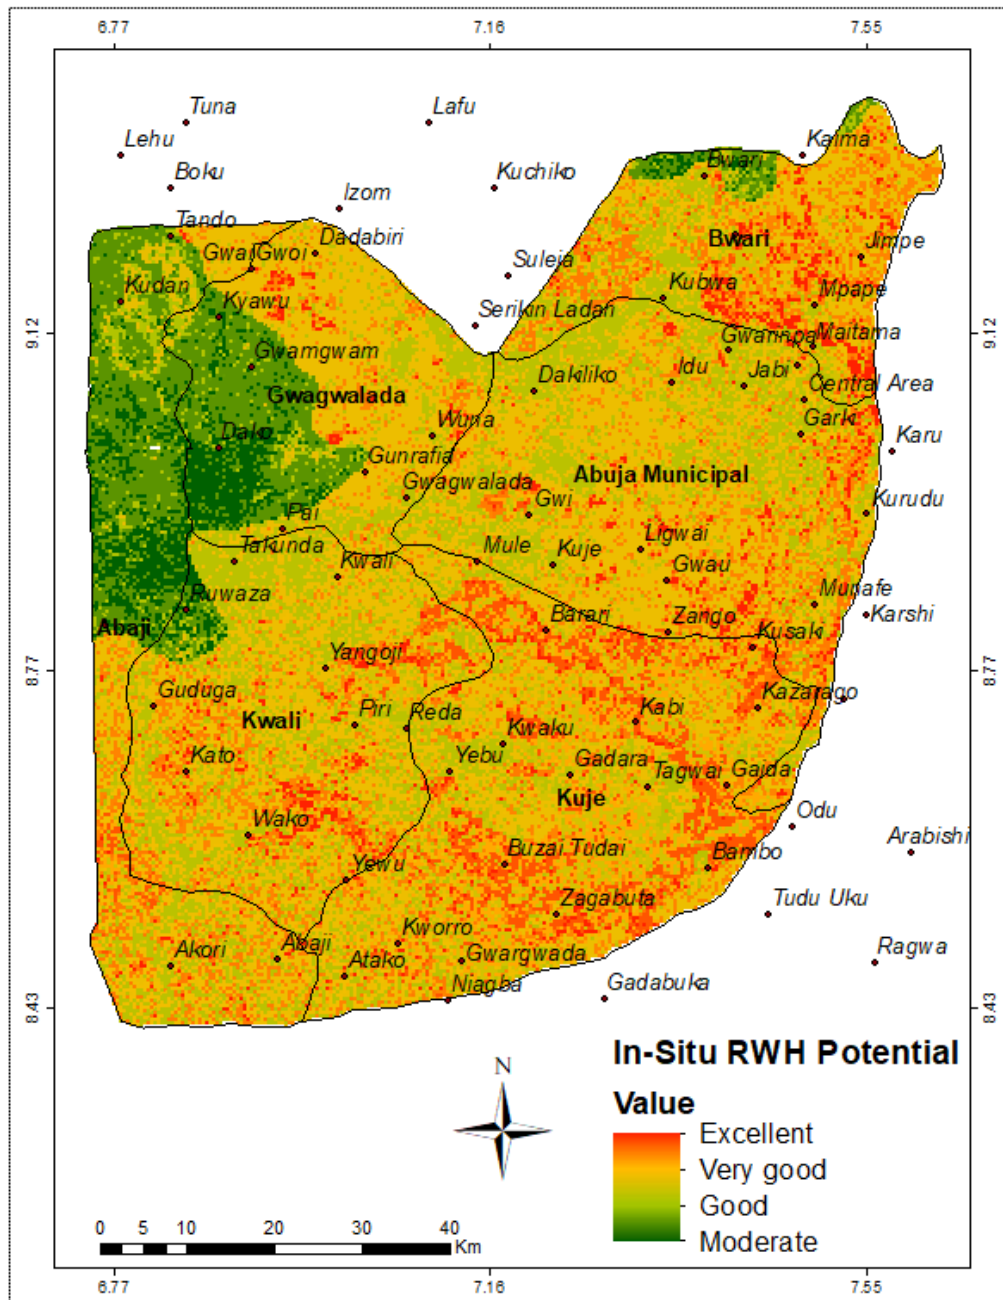 6.77 7.16 7.55
Tuna
Lafu
Lehu
Kaima
Boku
Kuchiko
Bwari
Izom
Tando
Dadabiri
Bwari
Gwai Gwoi
Jimpe
Suleja
Kudan
Kubwa
Kyawu
Mpape
Serikin Ladan
9.12 9.12
Gwarinpa
Maitama
Gwamgwam
Idu
Jabi
Dakiliko
Central Area
Gwagwalada
Wuna
Garki
Dako
Karu
Gunrafia
Abuja Municipal
Gwagwalada
Gwi
Kurudu
Pai
Ligwai
Takunda
Kwali
Mule
Kuje
Gwau
Ruwaza
Munafe
Abaji
Barari
Zango
Karshi
Kusaki
Yangoji
8.77 8.77
Guduga
Kwali
Piri
Reda
Kabi
Kazarago
Kwaku
Kato
Yebu
Gadara
Tagwai
Gaida
Kuje
Odu
Wako
Buzai Tudai
Bambo
Arabishi
Yewu
Zagabuta
Tudu Uku
Akori
Abaji
Kworro
Atako
Gwargwada
Ragwa
Niagba
Gadabuka
8.43 8.43
In-Situ RWH Potential
N
Value
Excellent
Very good
Good
Moderate
0 5 10 20 30 40
Km
6.77 7.16 7.55